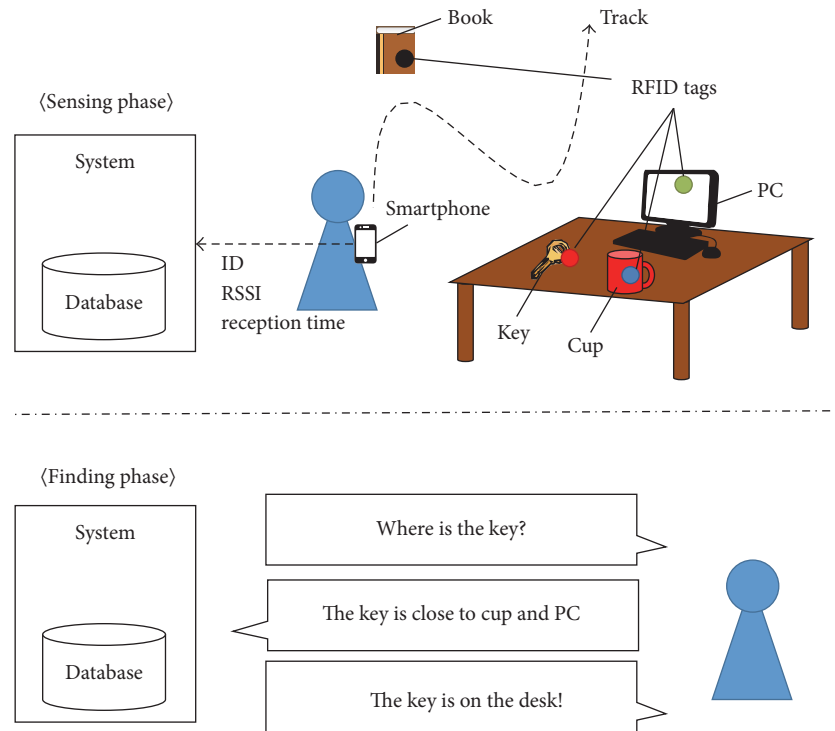 Book
Track
RFID tags
⟨Sensing phase⟩
System
PC
Smartphone
ID
RSSI
reception time
Database
Key
Cup
⟨Finding phase⟩
System
Where is the key?
The key is close to cup and PC
Database
The key is on the desk!